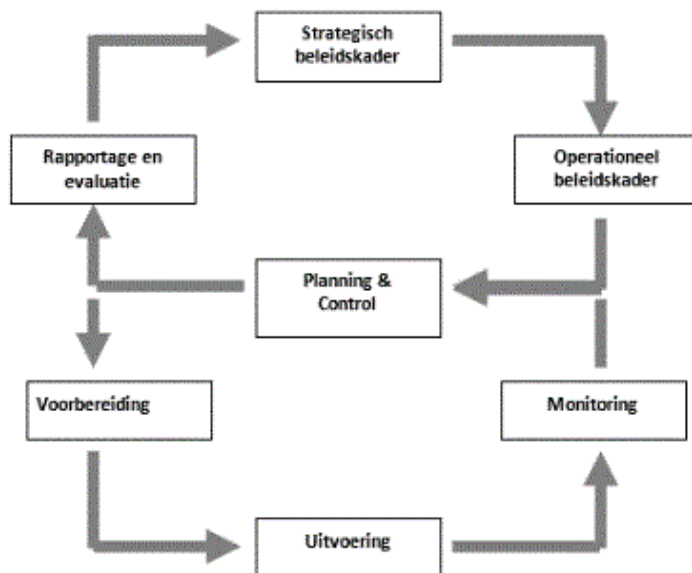 Strategisch
beleidskader
Rapportage en
evaluatie
Operationeel
beleidskader
Planning &
Control
Voorbereiding
Monitoring
Uitvoering